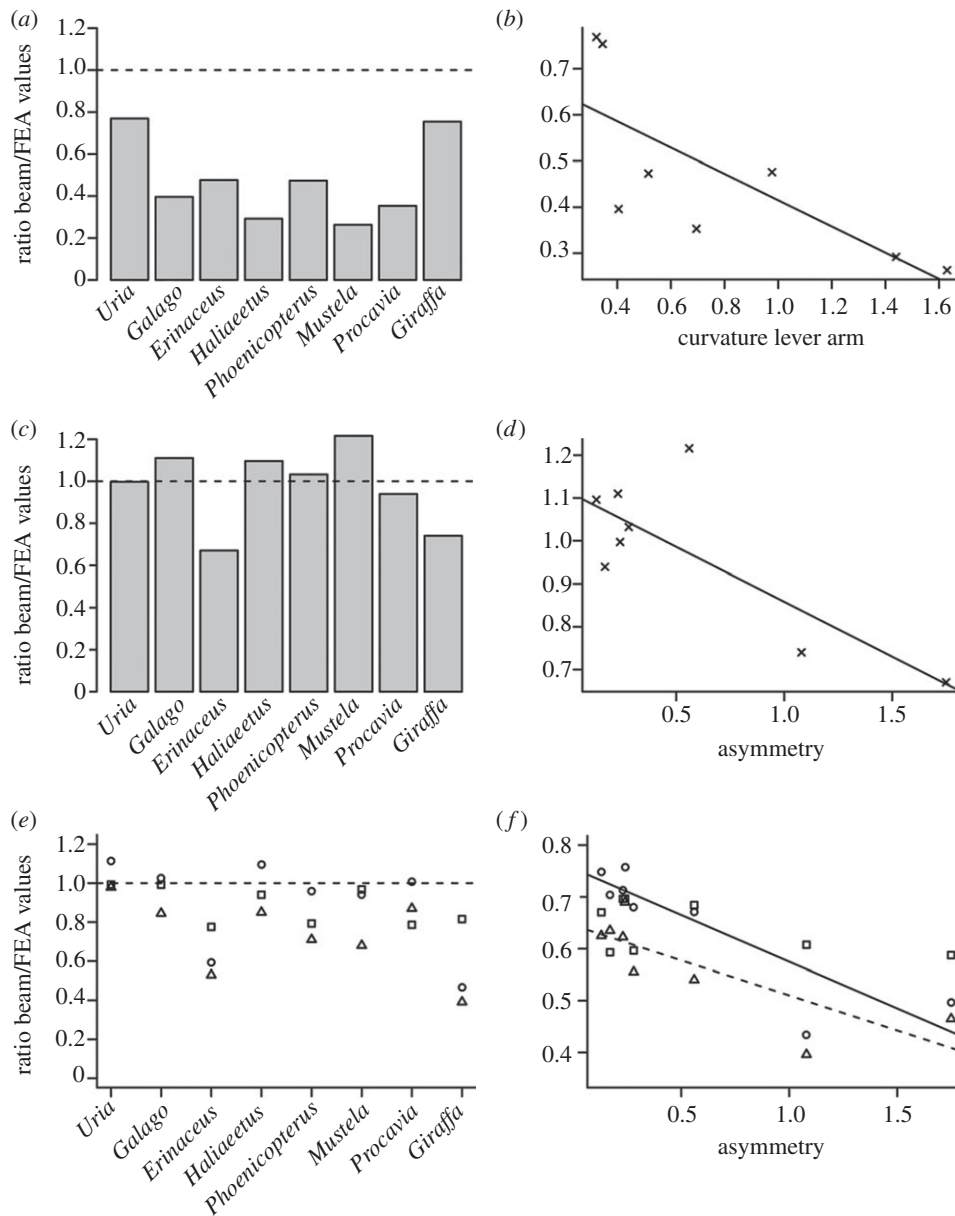 (a)
1.2
1.0
0.8
0.6
0.4
0.2
0
ratio beam/FEA values
Uria
Galago
Erinaceus
Haliaeetus
Phoenicopterus
Mustela
Procavia
Giraffa
(b)
0.7
0.6
0.5
0.4
0.3
0.4
0.6
0.8
1.0
1.2
1.4
1.6
curvature lever arm
(c)
1.2
1.0
0.8
0.6
0.4
0.2
0
ratio beam/FEA values
Uria
Galago
Erinaceus
Haliaeetus
Phoenicopterus
Mustela
Procavia
Giraffa
(d)
1.2
1.1
1.0
0.9
0.8
0.7
0.5
1.0
1.5
asymmetry
(e)
1.2
1.0
0.8
0.6
0.4
0.2
0
ratio beam/FEA values
Uria
Galago
Erinaceus
Haliaeetus
Phoenicopterus
Mustela
Procavia
Giraffa
(f)
0.8
0.7
0.6
0.5
0.4
0.5
1.0
1.5
asymmetry